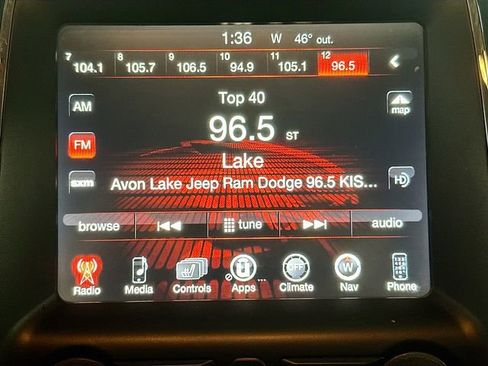 1:36 W 46° out.
7 8 9 10 11 12
104.1 105.7 106.5 94.9 105.1 96.5
Top 40
AM
96.5 ST
map
FM
Lake
sxm
Avon Lake Jeep Ram Dodge 96.5 KIS...
HD
browse tune audio
OFF W
Radio Media Controls Apps Climate Nav Phone